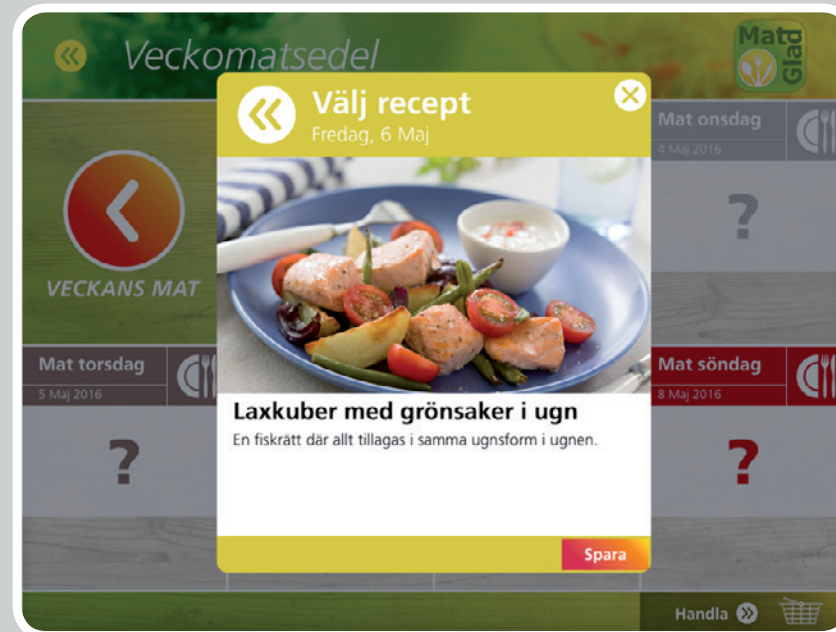 Veckomatsedel
Mat
Glad
Välj recept
Fredag, 6 Maj
Mat onsdag
4 Maj 2016
?
VECKANS MAT
Mat torsdag
5 Maj 2016
?
Mat söndag
8 Maj 2016
?
Laxkuber med grönsaker i ugn
En fiskrätt där allt tillagas i samma ugnsform i ugnen.
Spara
Handla